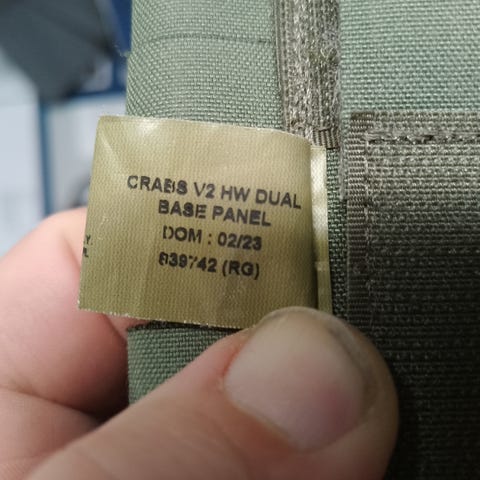 CRABS V2 HW DUAL
BASE PANEL
DOM : 02/23
839742 (RG)